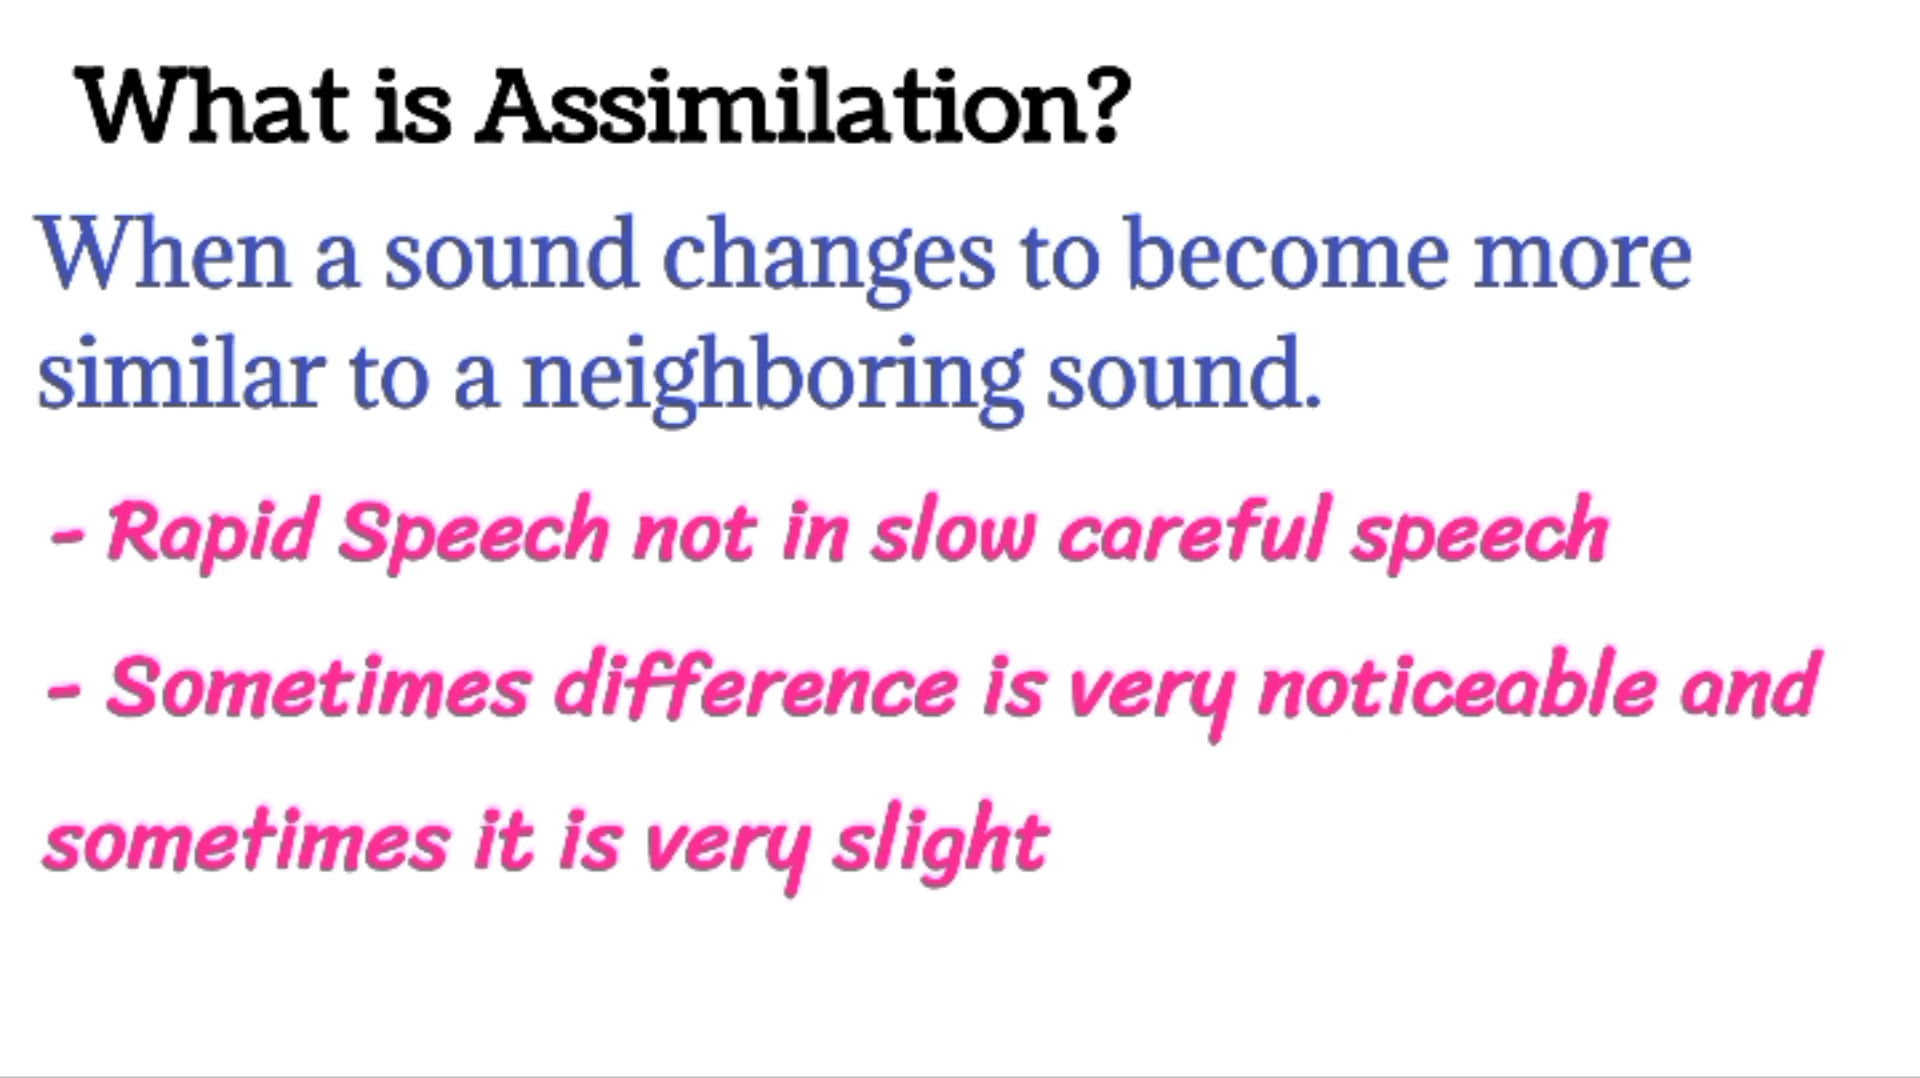 What is Assimilation?
When a sound changes to become more
similar to a neighboring sound.
- Rapid Speech not in slow careful speech
- Sometimes difference is very noticeable and
sometimes it is very slight